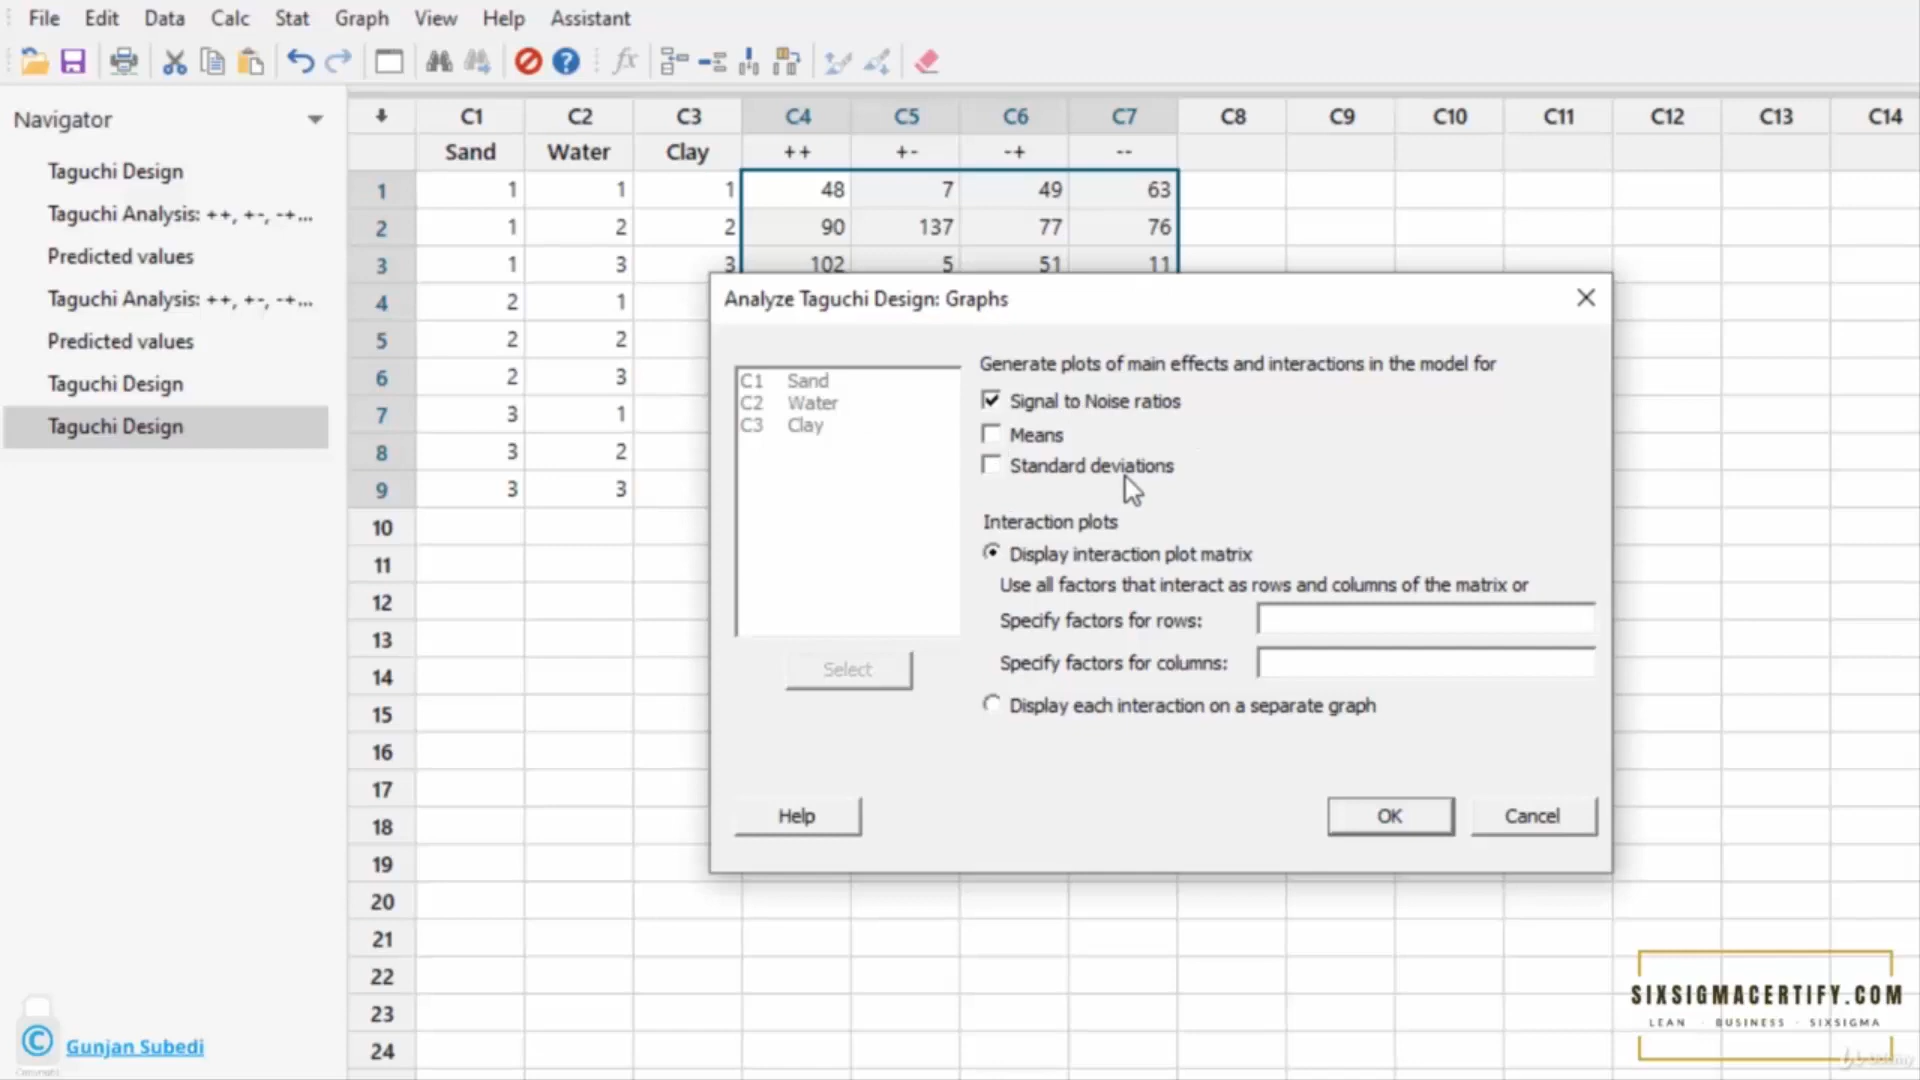 File Edit Data Calc Stat Graph View Help Assistant
fx
Navigator
Taguchi Design
Taguchi Analysis: ++, +-, -+...
Predicted values
Taguchi Analysis: ++, +-, -+...
Predicted values
Taguchi Design
Taguchi Design
C1 C2 C3 C4 C5 C6 C7 C8 C9 C10 C11 C12 C13 C14
Sand Water Clay ++ +- -+ --
1 1 1 1 48 7 49 63
2 1 2 2 90 137 77 76
3 1 3 3 102 5 51 11
4 2 1
5 2 2
6 2 3
7 3 1
8 3 2
9 3 3
10
11
12
13
14
15
16
17
18
19
20
21
22
23
24
Analyze Taguchi Design: Graphs
C1 Sand
C2 Water
C3 Clay
Select
Generate plots of main effects and interactions in the model for
Signal to Noise ratios
Means
Standard deviations
Interaction plots
Display interaction plot matrix
Use all factors that interact as rows and columns of the matrix or
Specify factors for rows:
Specify factors for columns:
Display each interaction on a separate graph
Help OK Cancel
© Gunjan Subedi
SIXSIGMACERTIFY.COM
LEAN · BUSINESS · SIXSIGMA